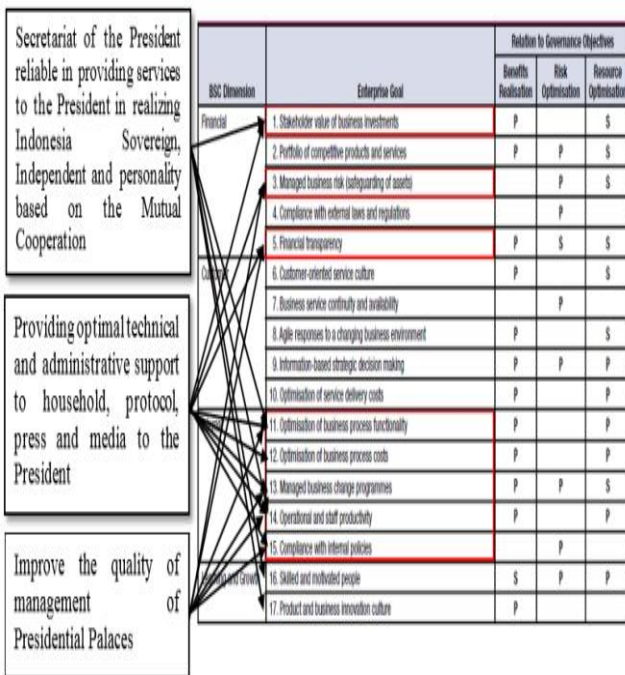 Secretariat of the President
reliable in providing services
to the President in realizing
Indonesia Sovereign,
Independent and personality
based on the Mutual
Cooperation
Providing optimal technical
and administrative support
to household, protocol,
press and media to the
President
Improve the quality of
management of
Presidential Palaces
Relation to Governance Objectives
BSC Dimension Enterprise Goal Benefits Realisation Risk Optimisation Resource Optimisation
Financial 1. Stakeholder value of business investments P S
2. Portfolio of competitive products and services P P S
3. Managed business risk (safeguarding of assets) P S
4. Compliance with external laws and regulations P
5. Financial transparency P S S
6. Customer-oriented service culture P S
7. Business service continuity and availability P
8. Agile responses to a changing business environment P S
9. Information-based strategic decision making P P P
10. Optimisation of service delivery costs P P
11. Optimisation of business process functionality P P
12. Optimisation of business process costs P P
13. Managed business change programmes P P S
14. Operational and staff productivity P P
15. Compliance with internal policies P
and Growth 16. Skilled and motivated people S P P
17. Product and business innovation culture P